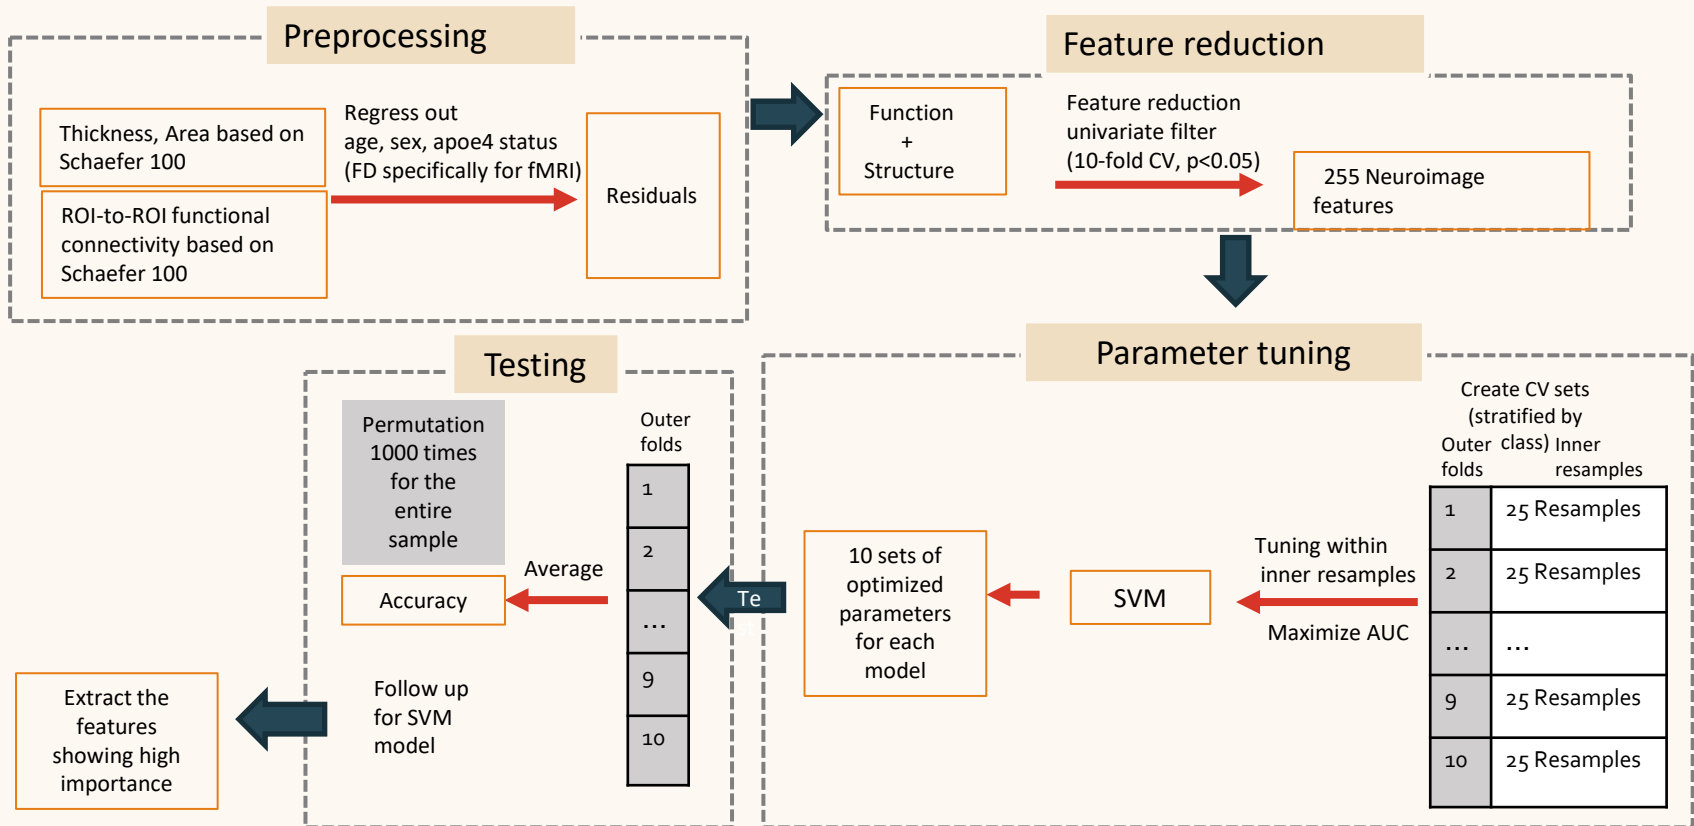 Preprocessing
Thickness, Area based on
Schaefer 100
ROI-to-ROI functional
connectivity based on
Schaefer 100
Regress out
age, sex, apoe4 status
(FD specifically for fMRI)
Residuals
Feature reduction
Function
+
Structure
Feature reduction
univariate filter
(10-fold CV, p<0.05)
255 Neuroimage
features
Parameter tuning
Create CV sets
(stratified by
class)
Outer
folds
Inner
resamples
1 25 Resamples
2 25 Resamples
... ...
9 25 Resamples
10 25 Resamples
Tuning within
inner resamples
Maximize AUC
SVM
10 sets of
optimized
parameters
for each
model
Te
st
Testing
Outer
folds
1
2
...
9
10
Permutation
1000 times
for the
entire
sample
Average
Accuracy
Follow up
for SVM
model
Extract the
features
showing high
importance